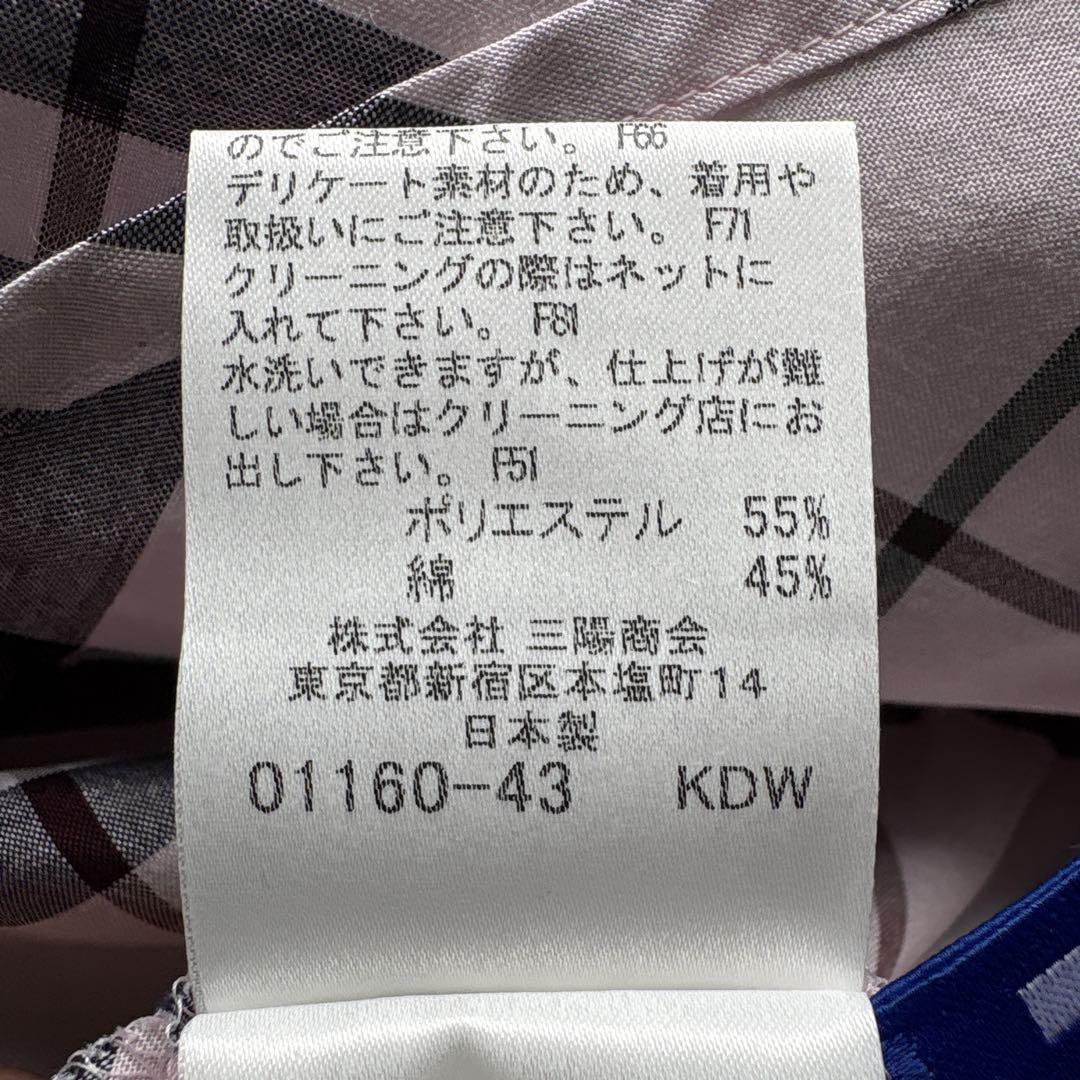 のでご注意下さい。 F66
デリケート素材のため、着用や
取扱いにご注意下さい。 F71
クリーニングの際はネットに
入れて下さい。 F81
水洗いできますが、仕上げが難
しい場合はクリーニング店にお
出し下さい。 F51
ポリエステル 55%
綿 45%
株式会社 三陽商会
東京都新宿区本塩町14
日本製
01160-43 KDW